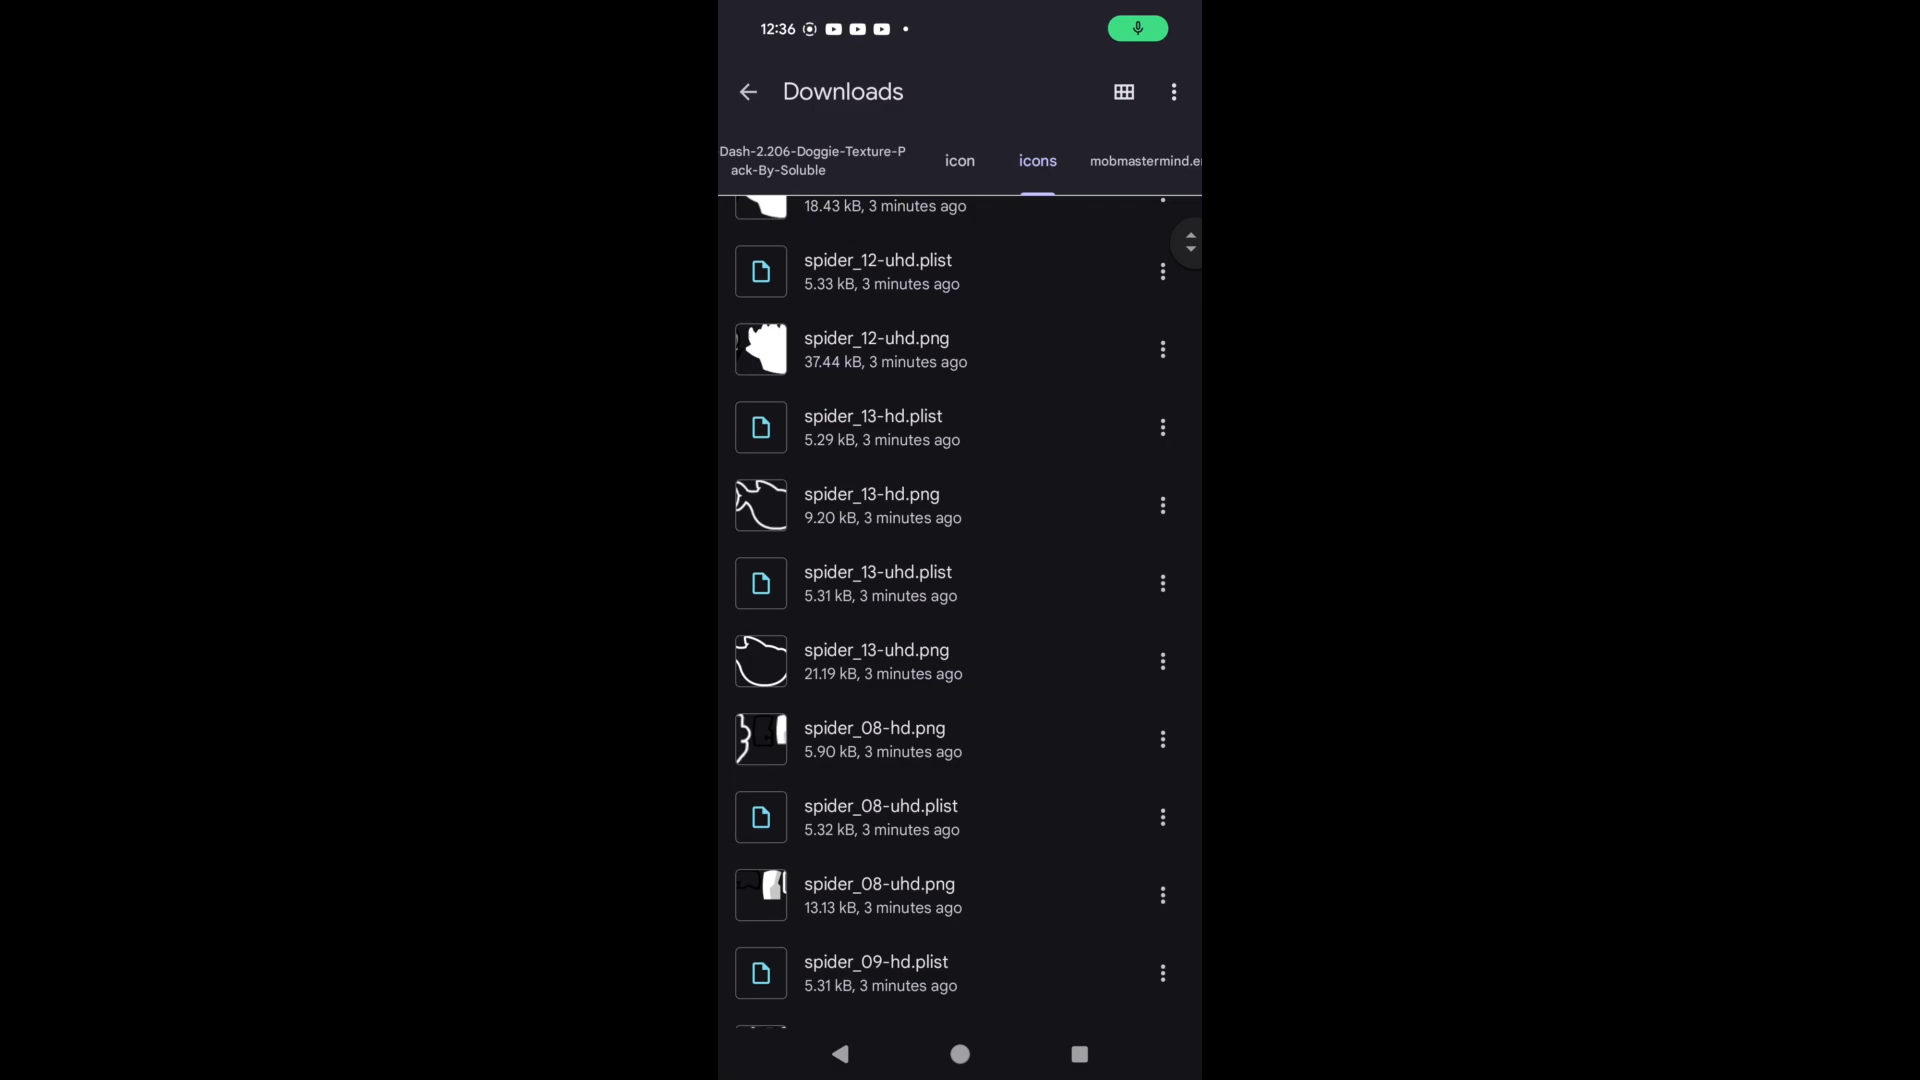 12:36
Downloads
Dash-2.206-Doggie-Texture-P
ack-By-Soluble
icon
icons
mobmastermind.e
18.43 kB, 3 minutes ago
spider_12-uhd.plist
5.33 kB, 3 minutes ago
spider_12-uhd.png
37.44 kB, 3 minutes ago
spider_13-hd.plist
5.29 kB, 3 minutes ago
spider_13-hd.png
9.20 kB, 3 minutes ago
spider_13-uhd.plist
5.31 kB, 3 minutes ago
spider_13-uhd.png
21.19 kB, 3 minutes ago
spider_08-hd.png
5.90 kB, 3 minutes ago
spider_08-uhd.plist
5.32 kB, 3 minutes ago
spider_08-uhd.png
13.13 kB, 3 minutes ago
spider_09-hd.plist
5.31 kB, 3 minutes ago